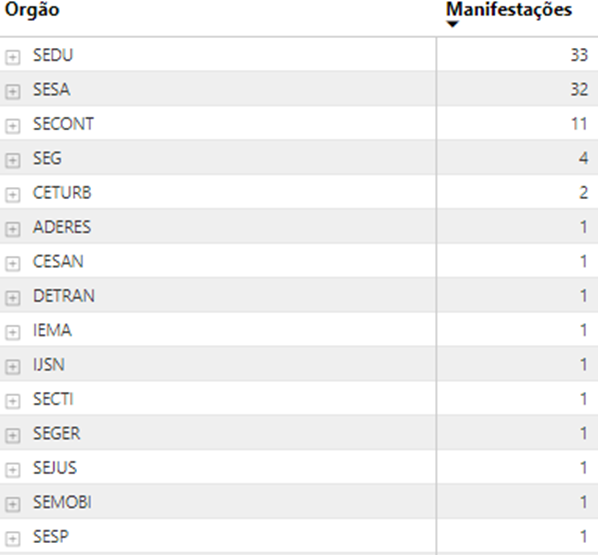 Orgão Manifestações
SEDU 33
SESA 32
SECONT 11
SEG 4
CETURB 2
ADERES 1
CESAN 1
DETRAN 1
IEMA 1
IJSN 1
SECTI 1
SEGER 1
SEJUS 1
SEMOBI 1
SESP 1